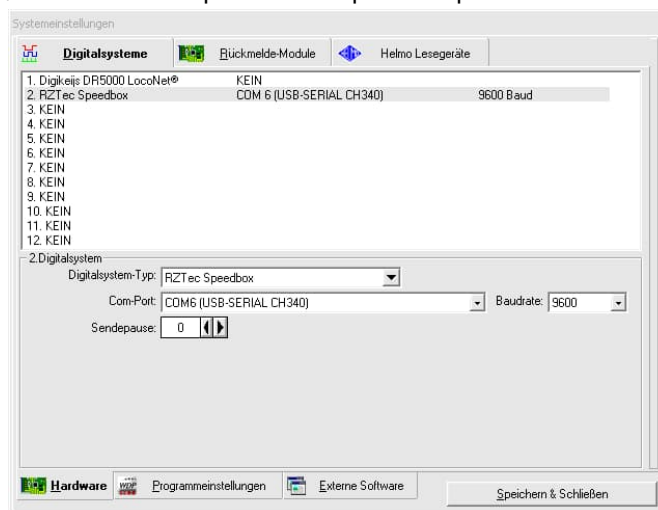 Systemeinstellungen
Digitalsysteme Rückmelde-Module Helmo Lesegeräte
1. Digikeijs DR5000 LocoNet® KEIN
2. RZTec Speedbox COM 6 (USB-SERIAL CH340) 9600 Baud
3. KEIN
4. KEIN
5. KEIN
6. KEIN
7. KEIN
8. KEIN
9. KEIN
10. KEIN
11. KEIN
12. KEIN
2.Digitalsystem
Digitalsystem-Typ: RZTec Speedbox
Com-Port: COM6 (USB-SERIAL CH340) Baudrate: 9600
Sendepause: 0
Hardware WDP Programmeinstellungen Externe Software Speichern & Schließen